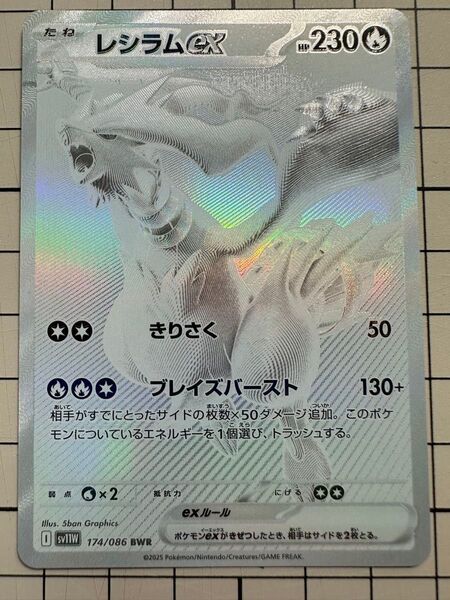 たね レシラムex HP230
きりさく 50
ブレイズバースト 130+
相手がすでにとったサイドの枚数×50ダメージ追加。このポケ
モンについているエネルギーを1個選び、トラッシュする。
弱点 ×2 抵抗力 にげる
exルール
ポケモンexがきぜつしたとき、相手はサイドを2枚とる。
Illus. 5ban Graphics
I sv11W 174/086 BWR
©2025 Pokémon/Nintendo/Creatures/GAME FREAK.